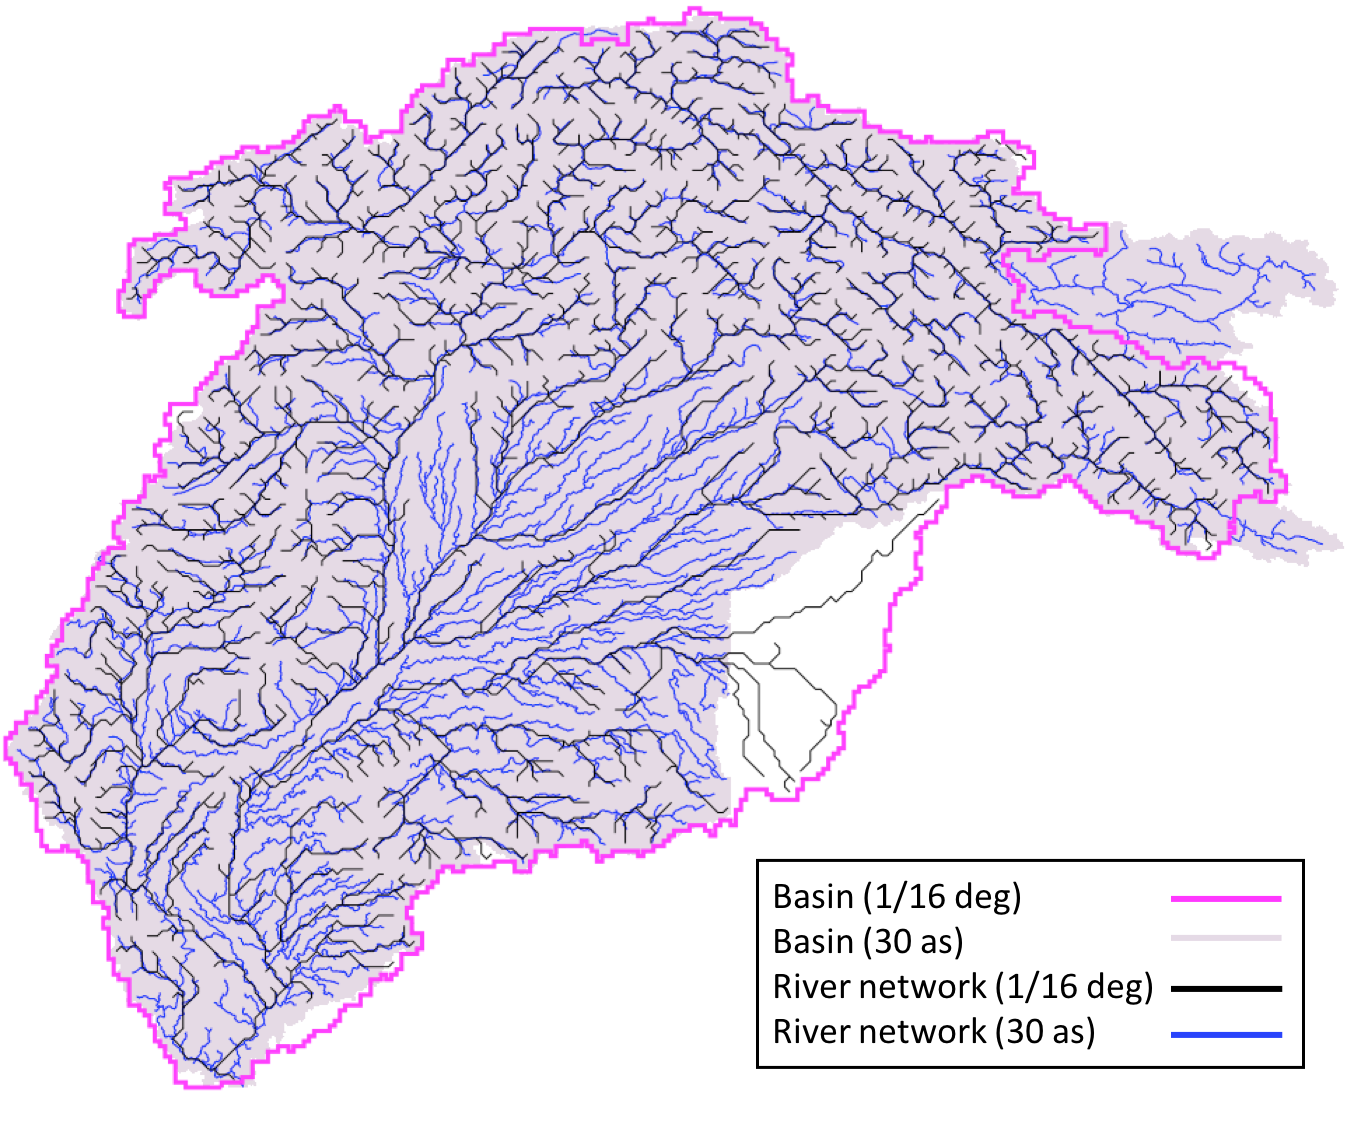 Basin (1/16 deg)
Basin (30 as)
River network (1/16 deg)
River network (30 as)